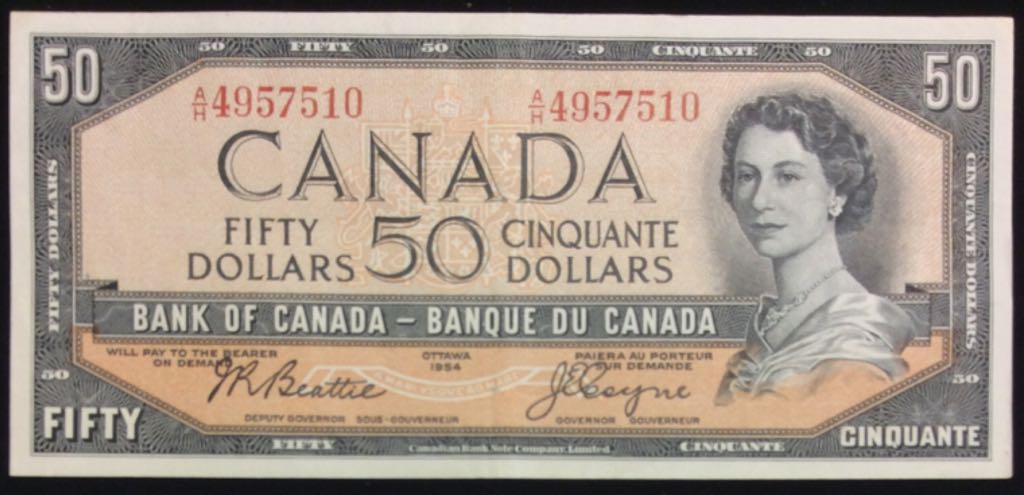 50 FIFTY 50 50 CINQUANTE 50
50 50
A/H 4957510 A/H 4957510
CANADA
FIFTY DOLLARS 50 CINQUANTE DOLLARS
FIFTY DOLLARS
CINQUANTE DOLLARS
BANK OF CANADA – BANQUE DU CANADA
WILL PAY TO THE BEARER ON DEMAND
OTTAWA
1954
PAIERA AU PORTEUR SUR DEMANDE
JRBeattie JECoyne
DEPUTY GOVERNOR SOUS-GOUVERNEUR GOVERNOR GOUVERNEUR
50 50
FIFTY CINQUANTE
FIFTY Canadian Bank Note Company, Limited CINQUANTE